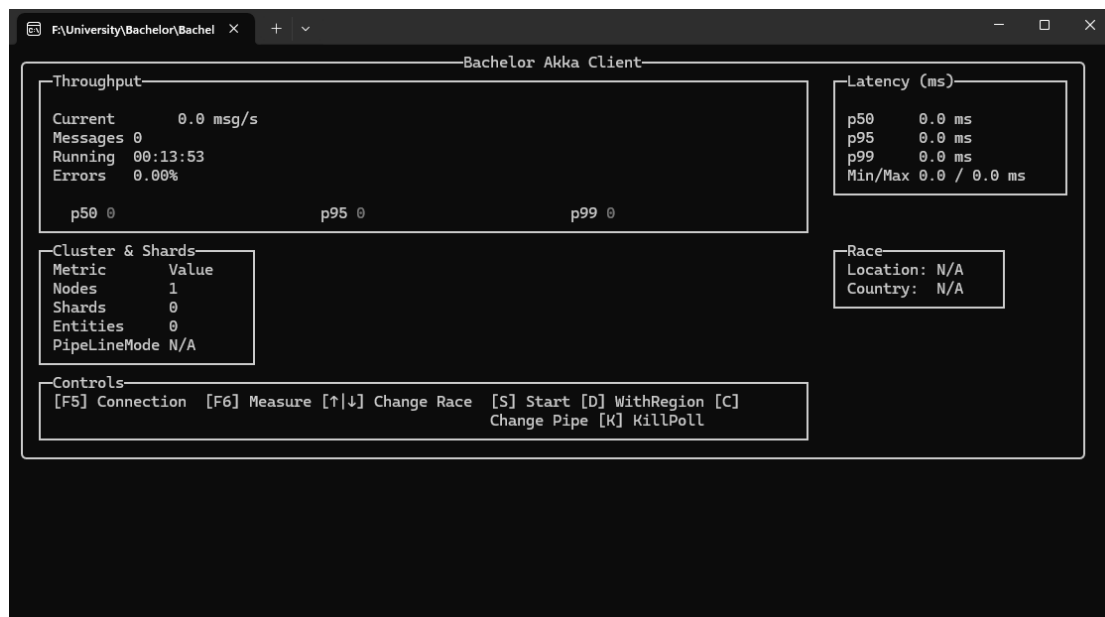 F:\University\Bachelor\Bachel
Bachelor Akka Client
Throughput
Current 0.0 msg/s
Messages 0
Running 00:13:53
Errors 0.00%
p50 0 p95 0 p99 0
Latency (ms)
p50 0.0 ms
p95 0.0 ms
p99 0.0 ms
Min/Max 0.0 / 0.0 ms
Cluster & Shards
Metric Value
Nodes 1
Shards 0
Entities 0
PipeLineMode N/A
Race
Location: N/A
Country: N/A
Controls
[F5] Connection [F6] Measure [↑|↓] Change Race [S] Start [D] WithRegion [C]
Change Pipe [K] KillPoll